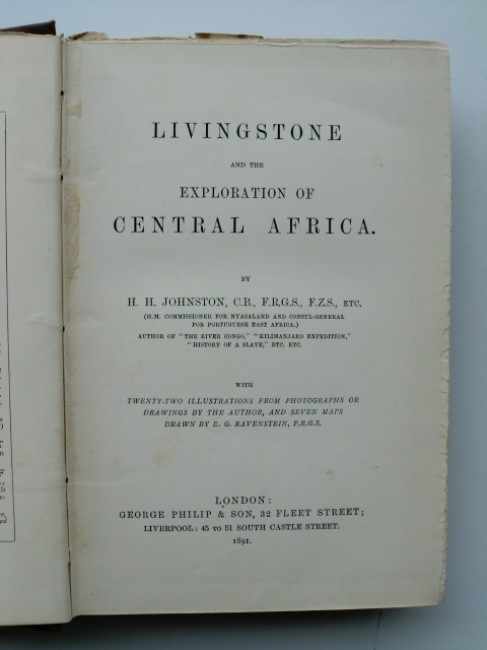 LIVINGSTONE
AND THE
EXPLORATION OF
CENTRAL AFRICA.
BY
H. H. JOHNSTON, C.B., F.R.G.S., F.Z.S., ETC.
(H.M. COMMISSIONER FOR NYASALAND AND CONSUL-GENERAL
FOR PORTUGUESE EAST AFRICA.)
AUTHOR OF "THE RIVER CONGO," "KILIMANJARO EXPEDITION,"
"HISTORY OF A SLAVE," ETC. ETC.
WITH
TWENTY-TWO ILLUSTRATIONS FROM PHOTOGRAPHS OR
DRAWINGS BY THE AUTHOR, AND SEVEN MAPS
DRAWN BY E. G. RAVENSTEIN, F.R.G.S.
LONDON:
GEORGE PHILIP & SON, 32 FLEET STREET;
LIVERPOOL: 45 TO 51 SOUTH CASTLE STREET.
1891.